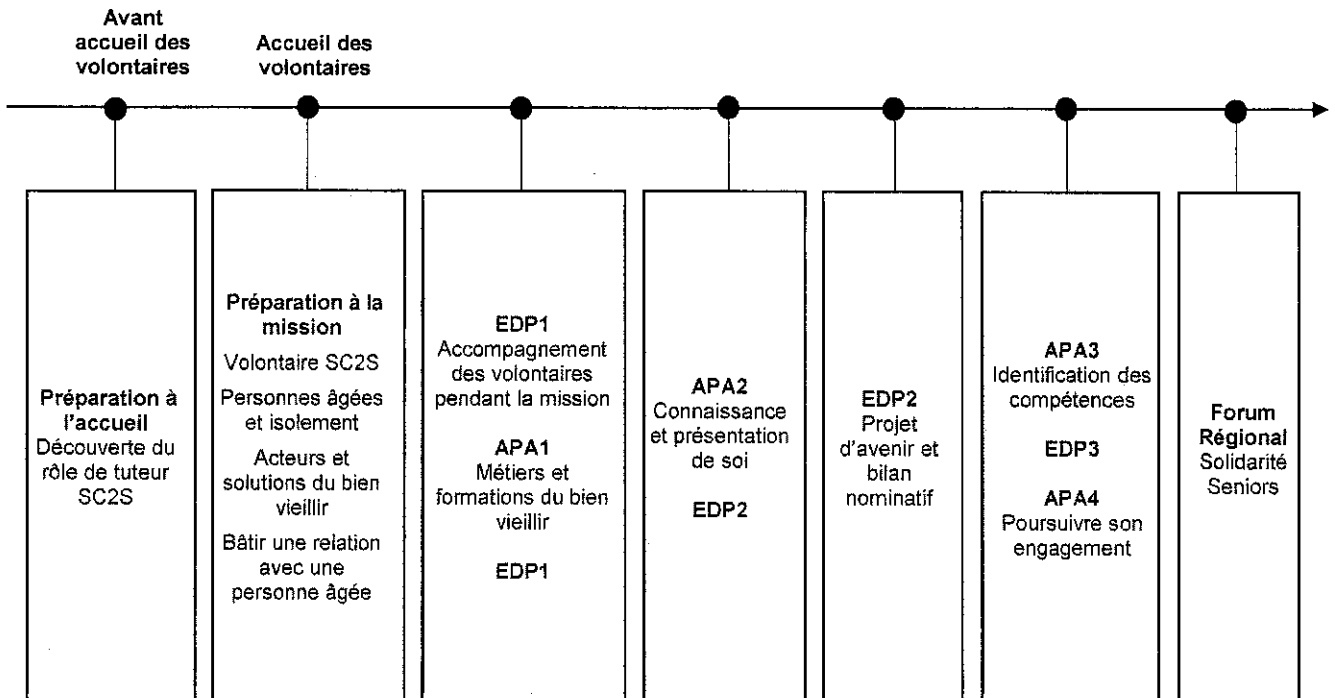 Avant
accueil des
volontaires
Accueil des
volontaires
Préparation à
l'accueil
Découverte du
rôle de tuteur
SC2S
Préparation à la
mission
Volontaire SC2S
Personnes âgées
et isolement
Acteurs et
solutions du bien
vieillir
Bâtir une relation
avec une
personne âgée
EDP1
Accompagnement
des volontaires
pendant la mission
APA1
Métiers et
formations du bien
vieillir
EDP1
APA2
Connaissance
et présentation
de soi
EDP2
EDP2
Projet
d'avenir et
bilan
nominatif
APA3
Identification des
compétences
EDP3
APA4
Poursuivre son
engagement
Forum
Régional
Solidarité
Seniors